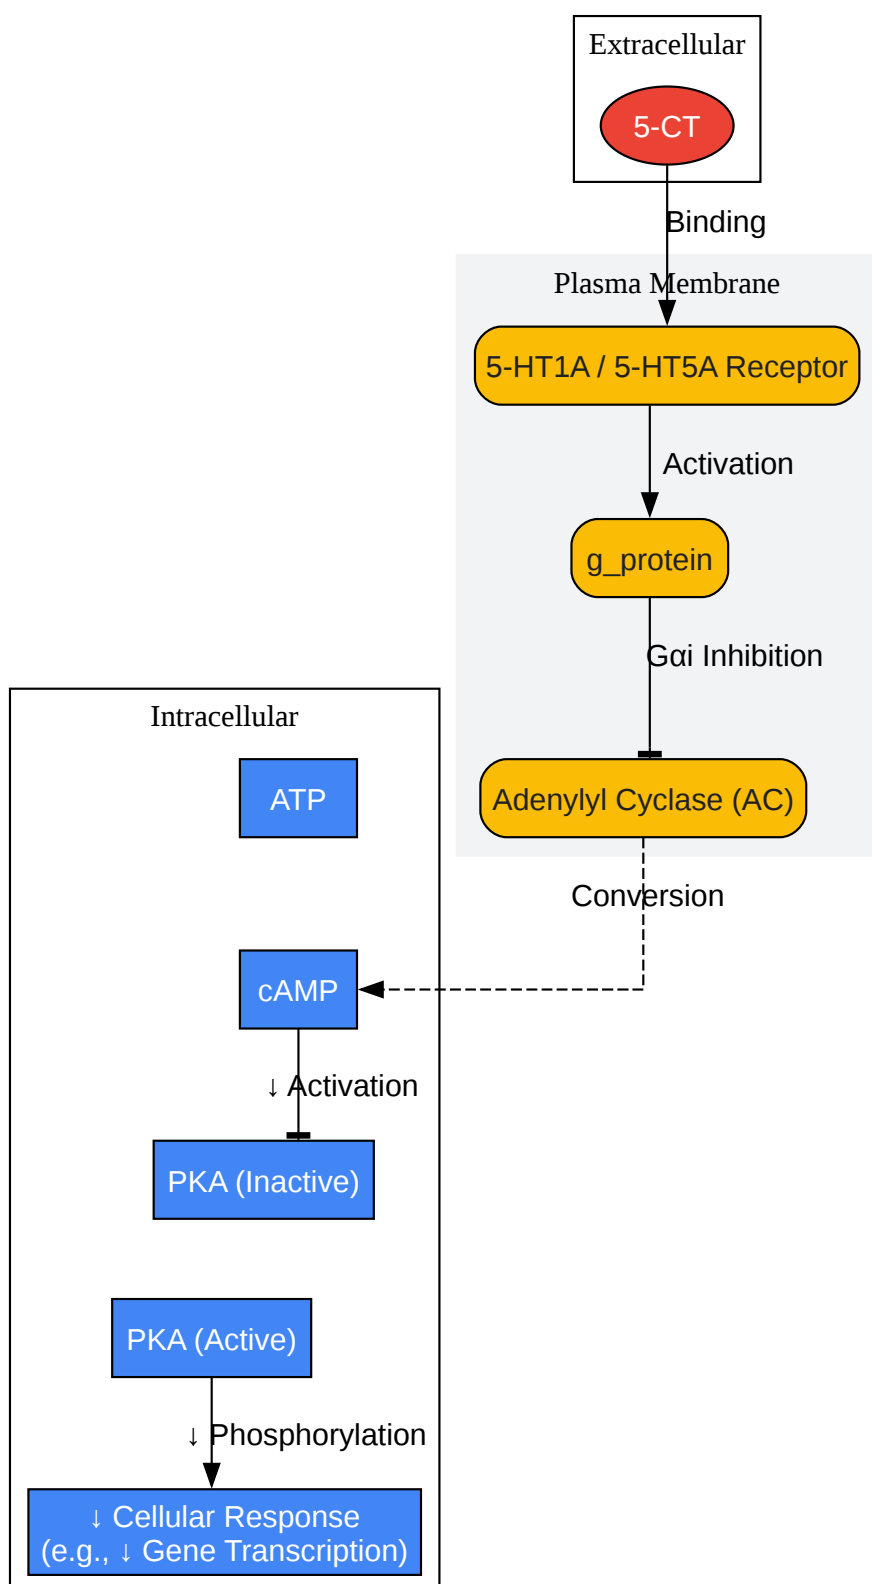 Extracellular
5-CT
Binding
Plasma Membrane
5-HT1A / 5-HT5A Receptor
Activation
g_protein
Gαi Inhibition
Intracellular
ATP
Adenylyl Cyclase (AC)
Conversion
cAMP
↓ Activation
PKA (Inactive)
PKA (Active)
↓ Phosphorylation
↓ Cellular Response
(e.g., ↓ Gene Transcription)